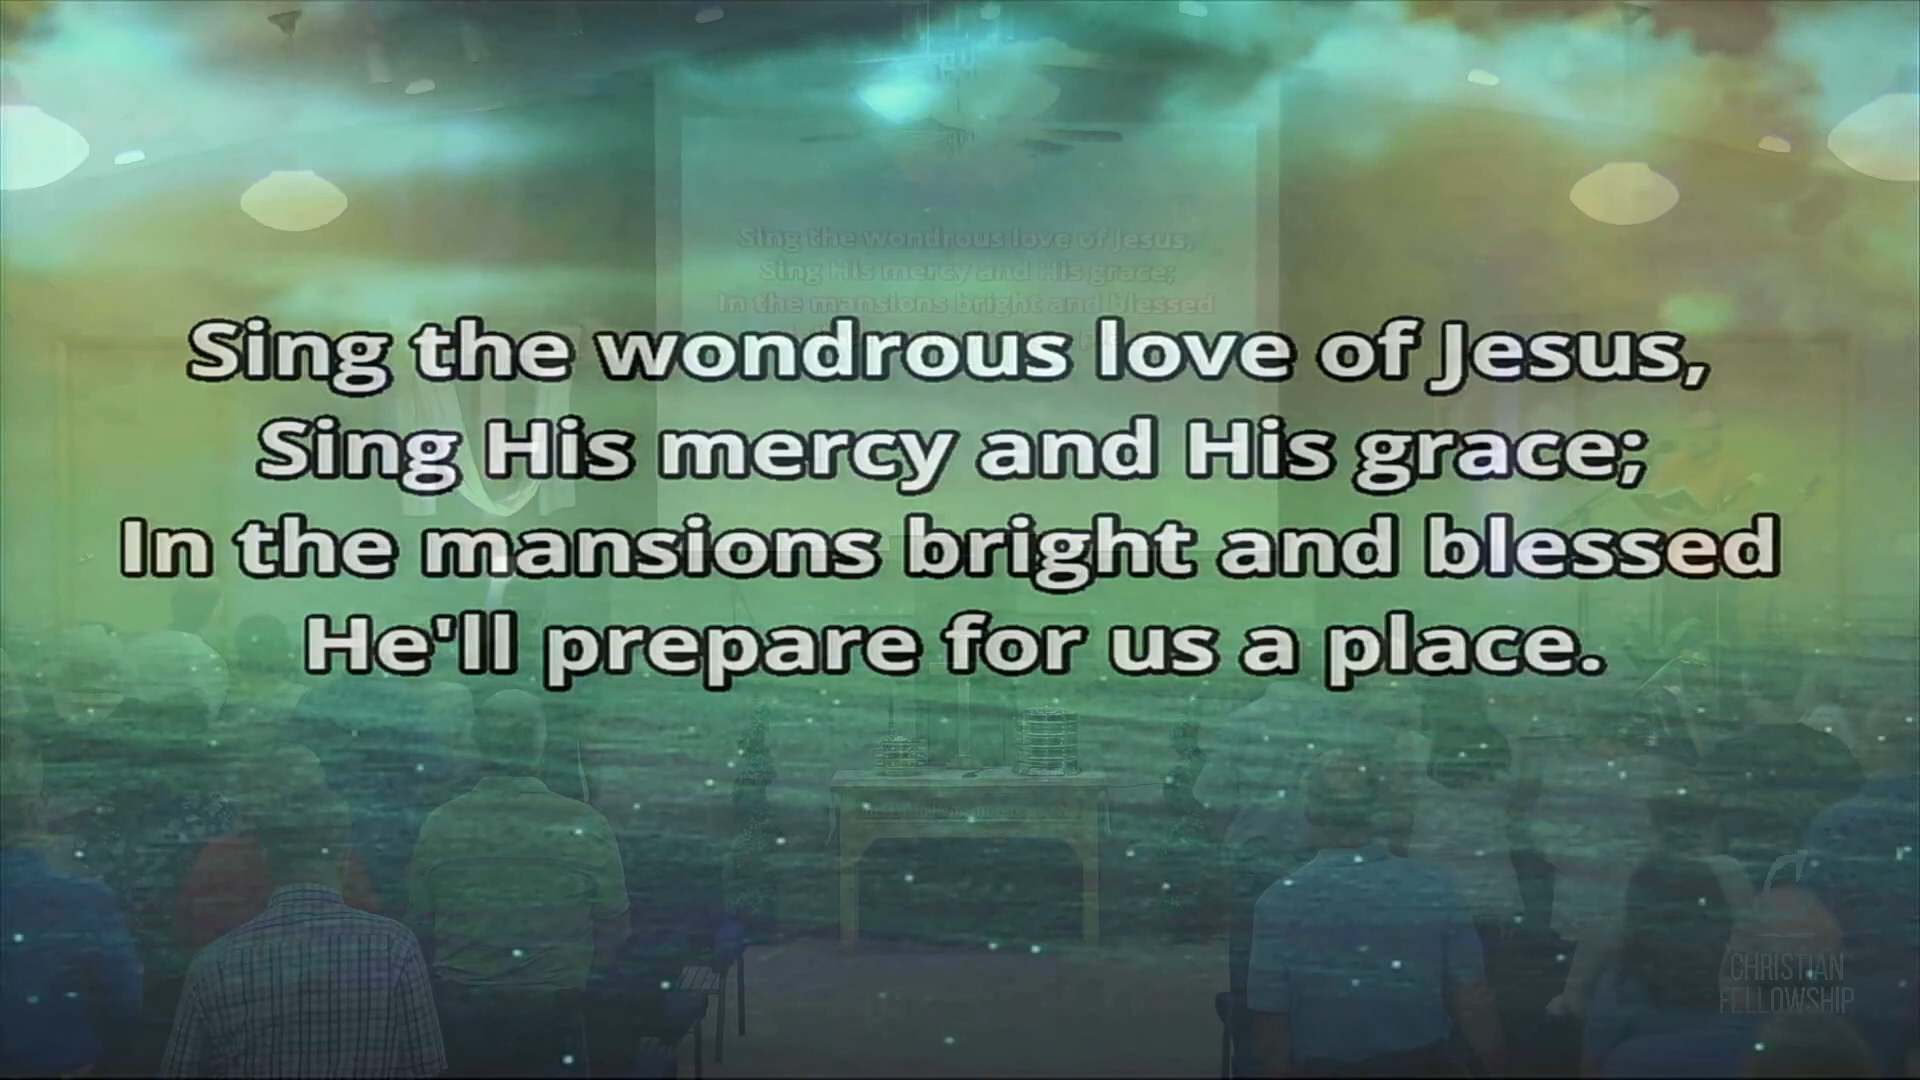 Sing the wondrous love of Jesus,
Sing His mercy and His grace;
In the mansions bright and blessed
Sing the wondrous love of Jesus,
Sing His mercy and His grace;
In the mansions bright and blessed
He'll prepare for us a place.
CHRISTIAN
FELLOWSHIP